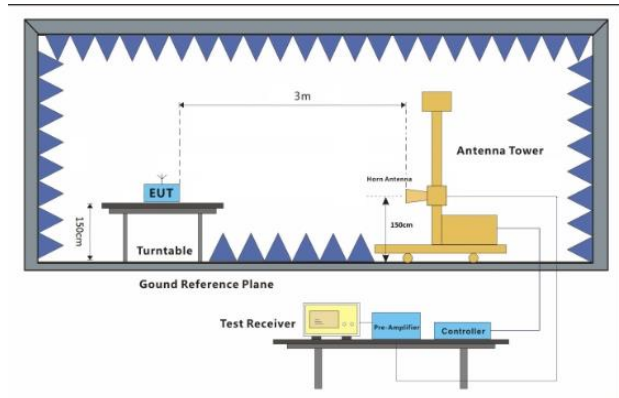 3m
Antenna Tower
Horn Antenna
EUT
150cm
150cm
Turntable
Gound Reference Plane
Test Receiver
Pre-Amplifier
Controller